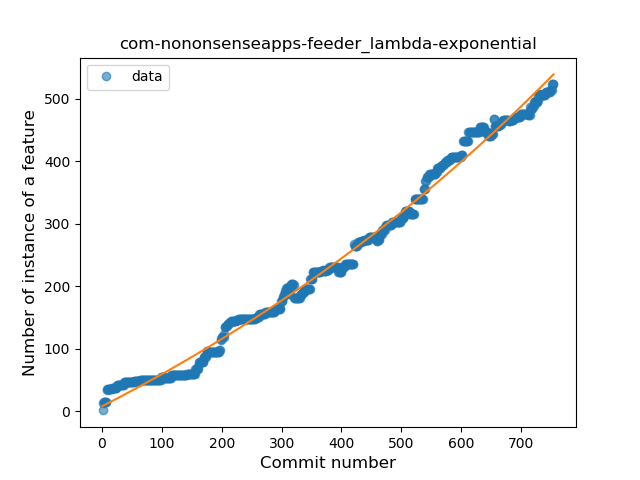 com-nononsenseapps-feeder_lambda-exponential
data
Number of instance of a feature
500
400
300
200
100
0
0 100 200 300 400 500 600 700
Commit number